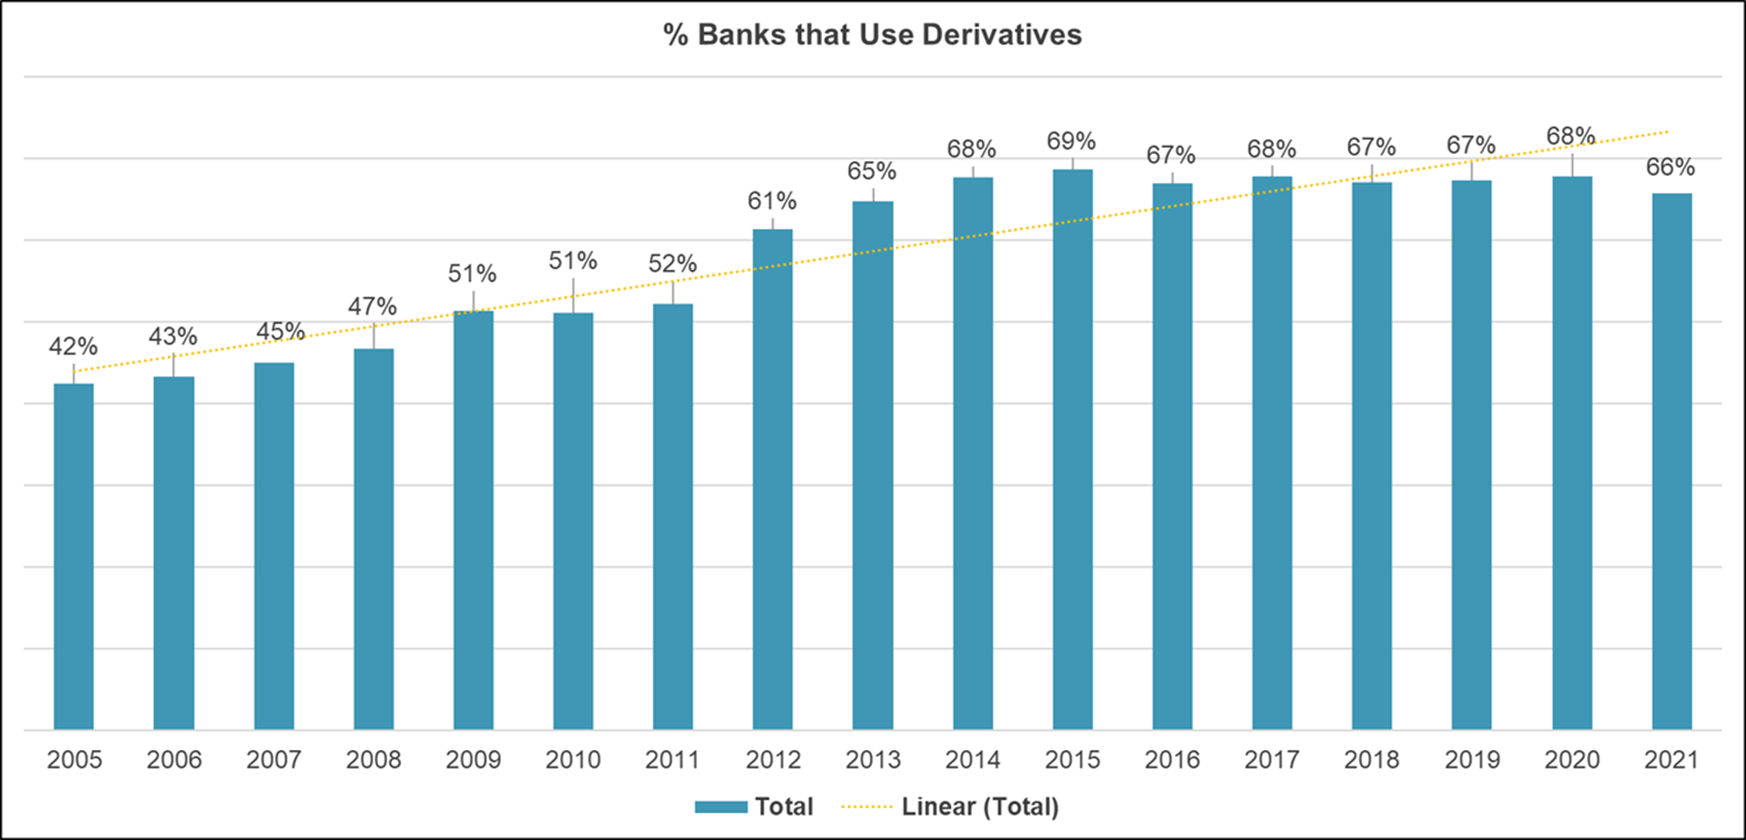 % Banks that Use Derivatives
42% 43% 45% 47% 51% 51% 52% 61% 65% 68% 69% 67% 68% 67% 67% 68% 66%
2005 2006 2007 2008 2009 2010 2011 2012 2013 2014 2015 2016 2017 2018 2019 2020 2021
Total Linear (Total)